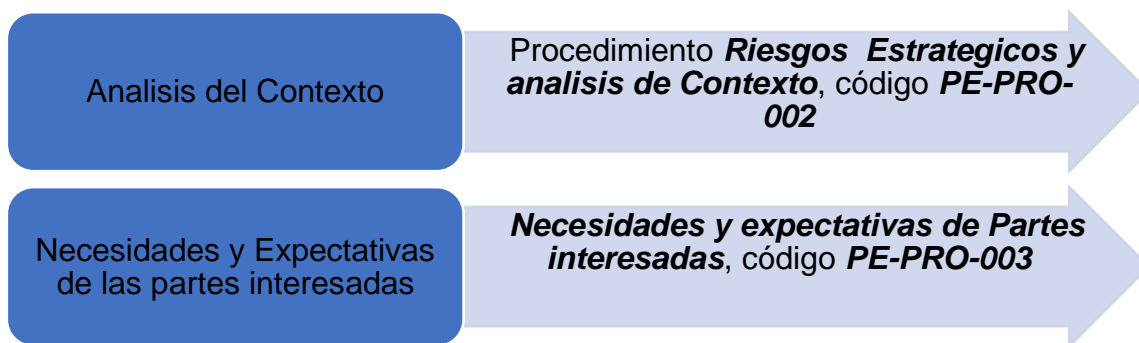 Analisis del Contexto
Procedimiento Riesgos Estrategicos y
analisis de Contexto, código PE-PRO-
002
Necesidades y Expectativas
de las partes interesadas
Necesidades y expectativas de Partes
interesadas, código PE-PRO-003